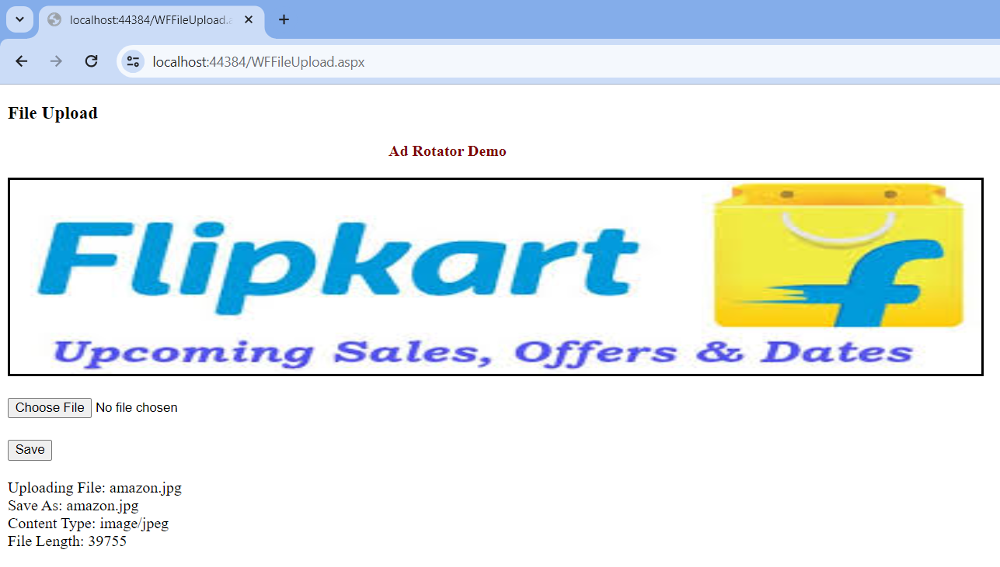 localhost:44384/WFFileUpload.a
localhost:44384/WFFileUpload.aspx
File Upload
Ad Rotator Demo
Flipkart
f
Upcoming Sales, Offers & Dates
Choose File No file chosen
Save
Uploading File: amazon.jpg
Save As: amazon.jpg
Content Type: image/jpeg
File Length: 39755